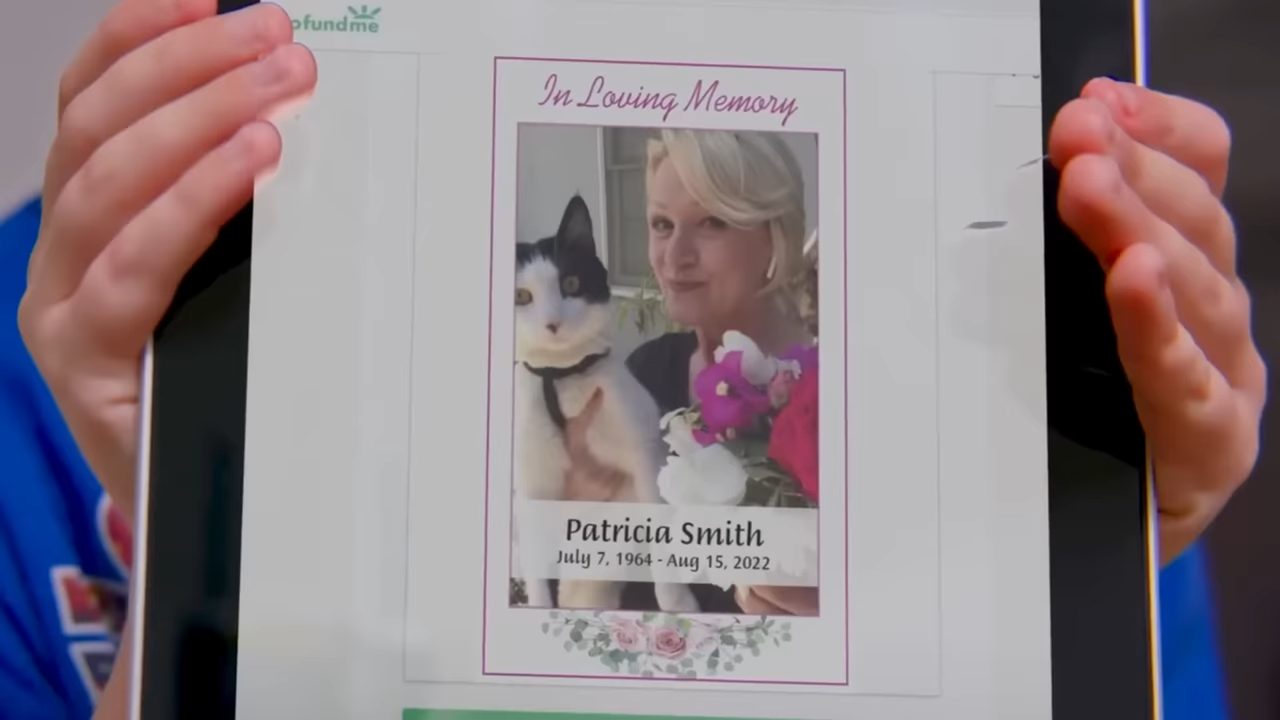 ofundme
In Loving Memory
Patricia Smith
July 7, 1964 - Aug 15, 2022